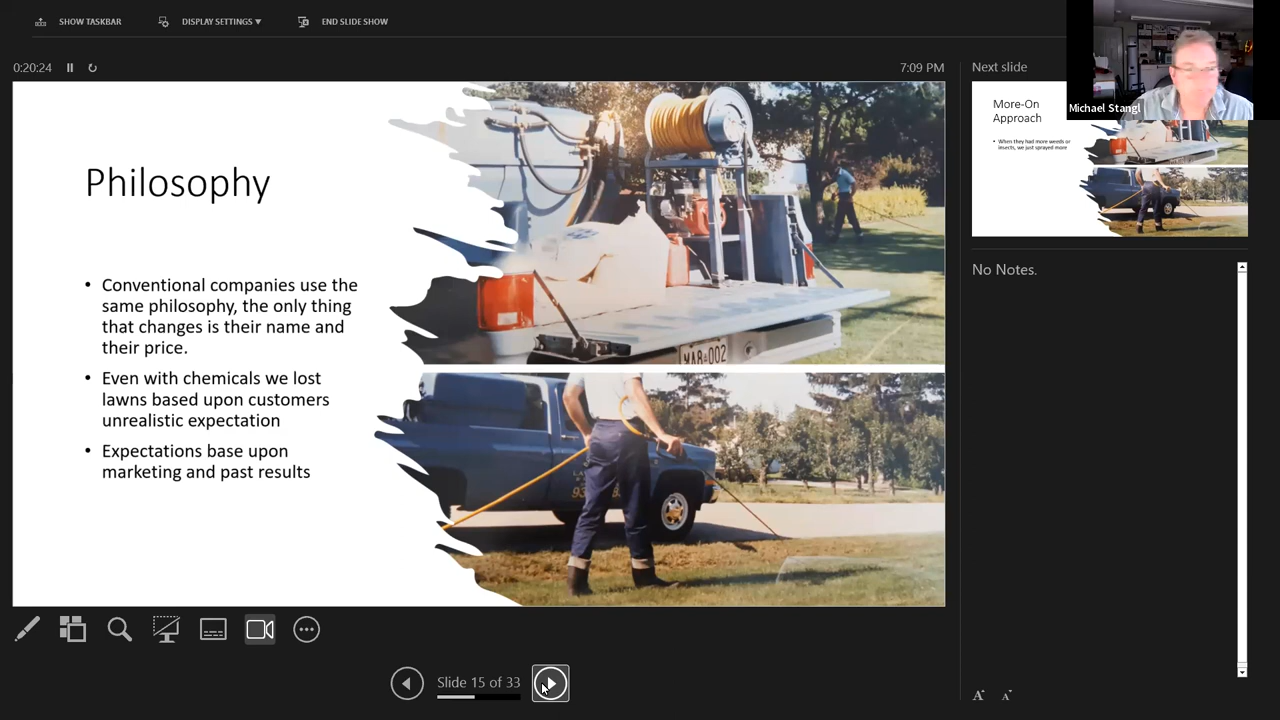 SHOW TASKBAR
DISPLAY SETTINGS
END SLIDE SHOW
0:20:24
7:09 PM
Philosophy
• Conventional companies use the
same philosophy, the only thing
that changes is their name and
their price.
• Even with chemicals we lost
lawns based upon customers
unrealistic expectation
• Expectations base upon
marketing and past results
Slide 15 of 33
Next slide
Michael Stangl
More-On
Approach
• When they had more weeds or
insects, we just sprayed more
No Notes.
A A